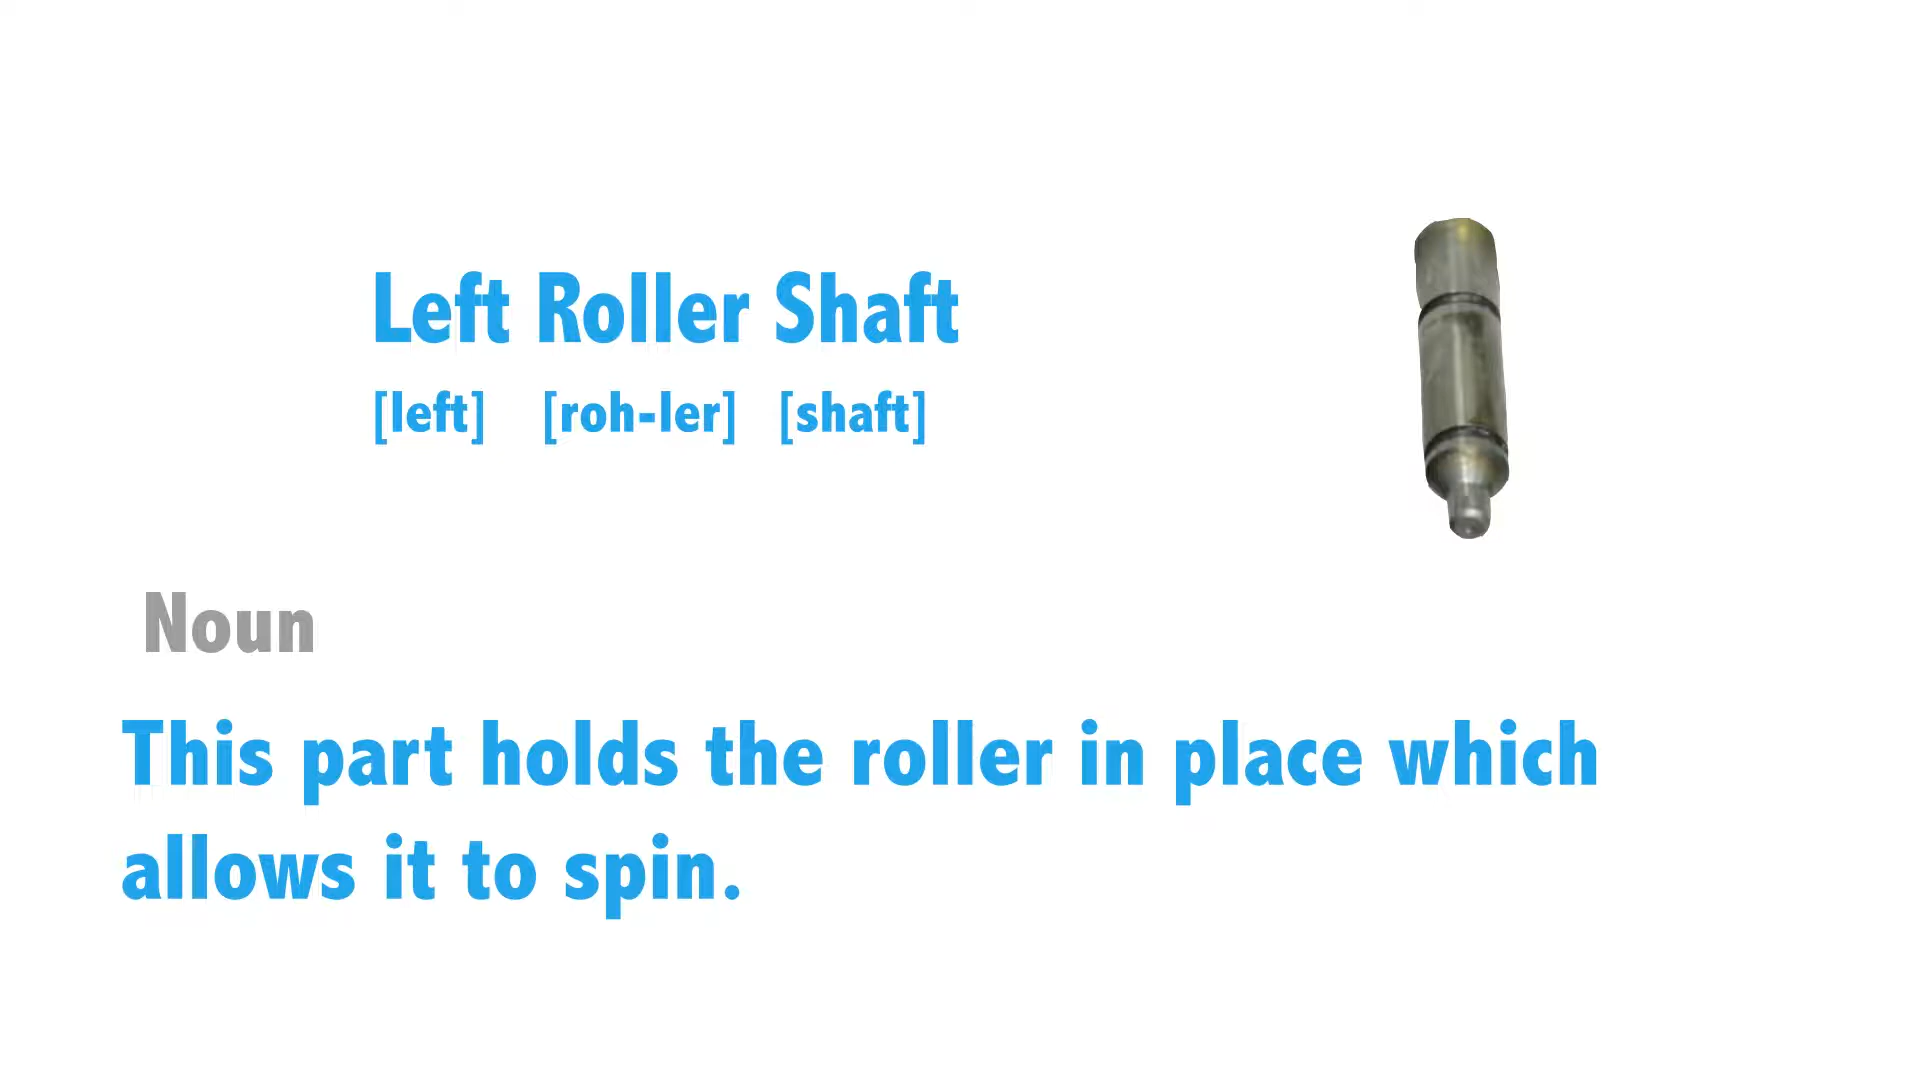 Left Roller Shaft
[left] [roh-ler] [shaft]
Noun
This part holds the roller in place which
allows it to spin.